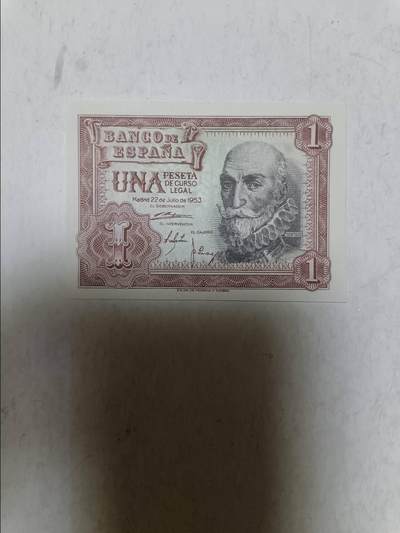 BANCO DE
ESPAÑA
1
UNA PESETA
DE CURSO
LEGAL
Madrid 22 de Julio de 1953
EL GOBERNADOR
EL INTERVENTOR
EL CAJERO
1
1